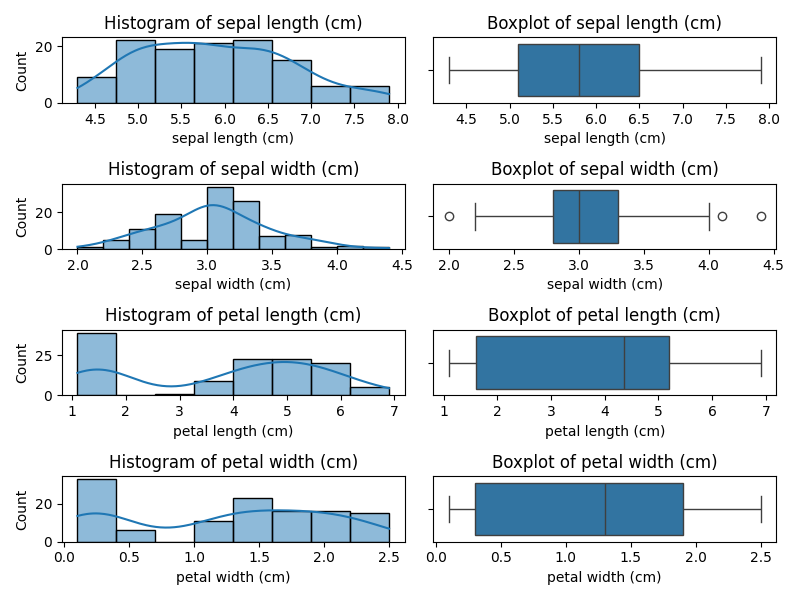 Histogram of sepal length (cm)
Count
20
0
4.5 5.0 5.5 6.0 6.5 7.0 7.5 8.0
sepal length (cm)
Boxplot of sepal length (cm)
4.5 5.0 5.5 6.0 6.5 7.0 7.5 8.0
sepal length (cm)
Histogram of sepal width (cm)
Count
20
0
2.0 2.5 3.0 3.5 4.0 4.5
sepal width (cm)
Boxplot of sepal width (cm)
2.0 2.5 3.0 3.5 4.0 4.5
sepal width (cm)
Histogram of petal length (cm)
Count
25
0
1 2 3 4 5 6 7
petal length (cm)
Boxplot of petal length (cm)
1 2 3 4 5 6 7
petal length (cm)
Histogram of petal width (cm)
Count
20
0
0.0 0.5 1.0 1.5 2.0 2.5
petal width (cm)
Boxplot of petal width (cm)
0.0 0.5 1.0 1.5 2.0 2.5
petal width (cm)